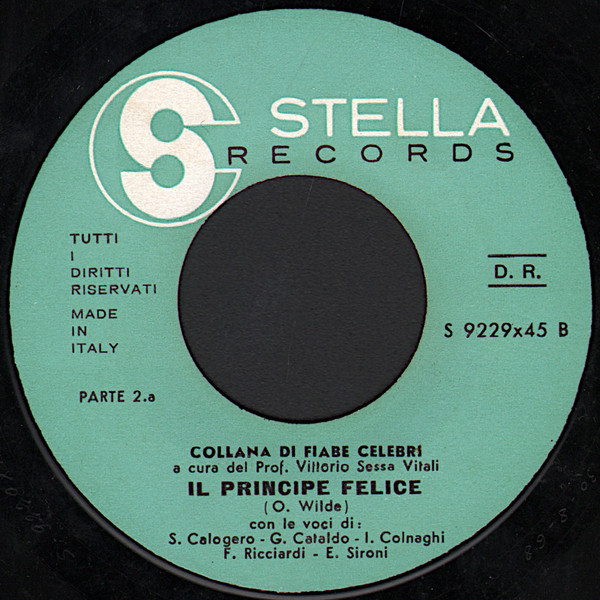 S
STELLA
RECORDS
TUTTI
I
DIRITTI
RISERVATI
MADE
IN
ITALY
D. R.
S 9229x45 B
PARTE 2.a
COLLANA DI FIABE CELEBRI
a cura del Prof. Vittorio Sessa Vitali
IL PRINCIPE FELICE
(O. Wilde)
con le voci di:
S. Calogero - G. Cataldo - I. Colnaghi
F. Ricciardi - E. Sironi